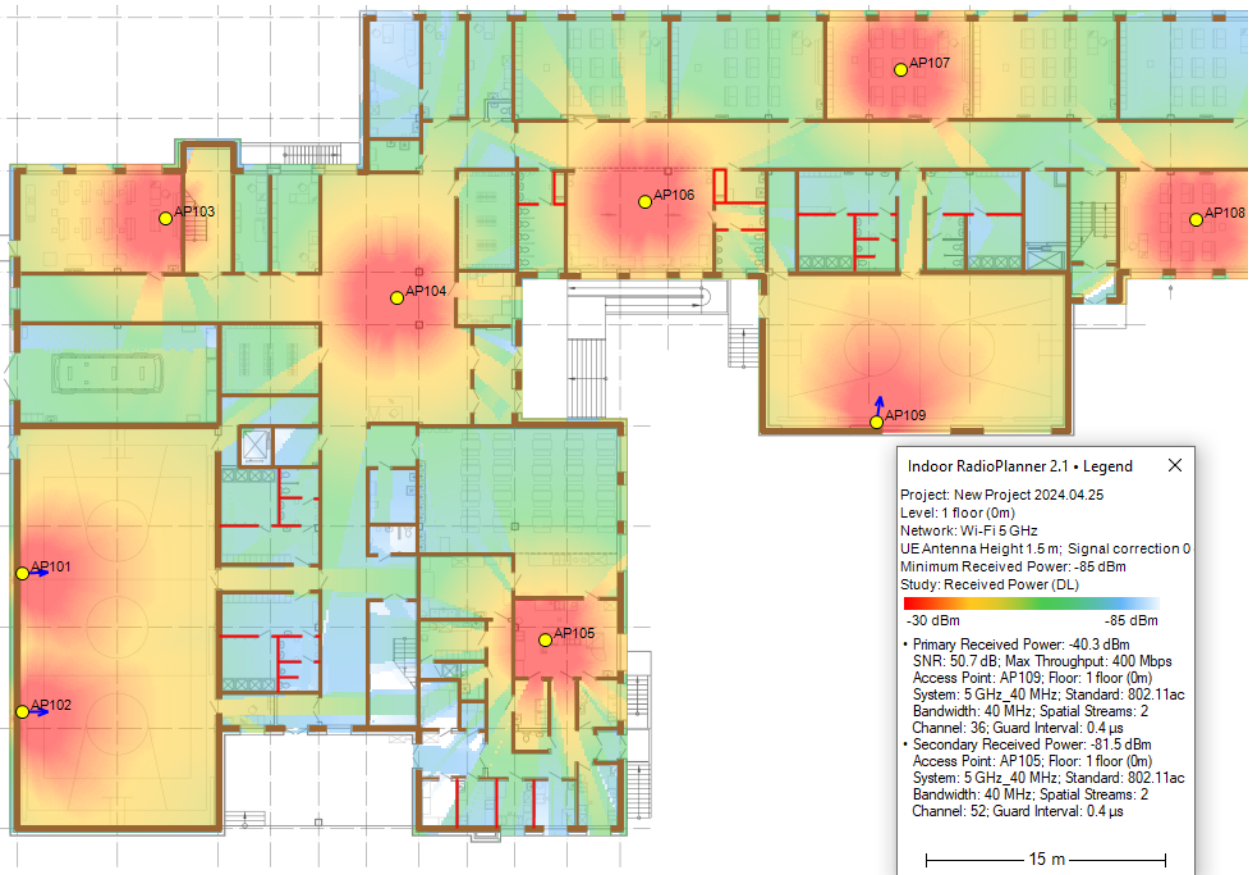 AP107
AP106
AP103
AP108
AP104
AP109
AP101
AP105
AP102
Indoor RadioPlanner 2.1 • Legend
Project: New Project 2024.04.25
Level: 1 floor (0m)
Network: Wi-Fi 5 GHz
UE Antenna Height 1.5 m; Signal correction 0
Minimum Received Power: -85 dBm
Study: Received Power (DL)
-30 dBm -85 dBm
• Primary Received Power: -40.3 dBm
SNR: 50.7 dB; Max Throughput: 400 Mbps
Access Point: AP109; Floor: 1 floor (0m)
System: 5 GHz_40 MHz; Standard: 802.11ac
Bandwidth: 40 MHz; Spatial Streams: 2
Channel: 36; Guard Interval: 0.4 µs
• Secondary Received Power: -81.5 dBm
Access Point: AP105; Floor: 1 floor (0m)
System: 5 GHz_40 MHz; Standard: 802.11ac
Bandwidth: 40 MHz; Spatial Streams: 2
Channel: 52; Guard Interval: 0.4 µs
15 m